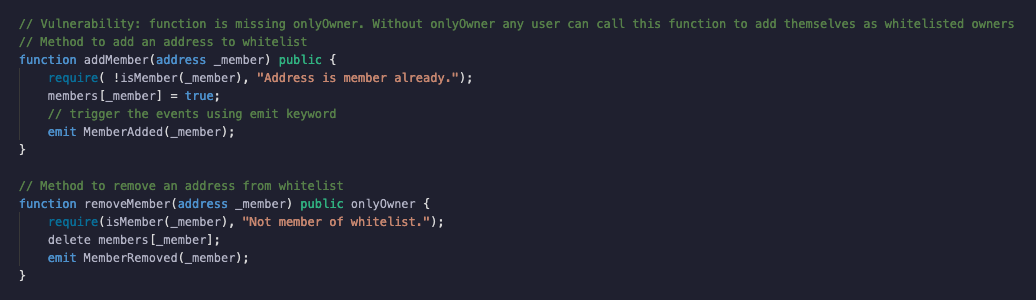 // Vulnerability: function is missing onlyOwner. Without onlyOwner any user can call this function to add themselves as whitelisted owners
// Method to add an address to whitelist
function addMember(address _member) public {
    require( !isMember(_member), "Address is member already.");
    members[_member] = true;
    // trigger the events using emit keyword
    emit MemberAdded(_member);
}

// Method to remove an address from whitelist
function removeMember(address _member) public onlyOwner {
    require(isMember(_member), "Not member of whitelist.");
    delete members[_member];
    emit MemberRemoved(_member);
}